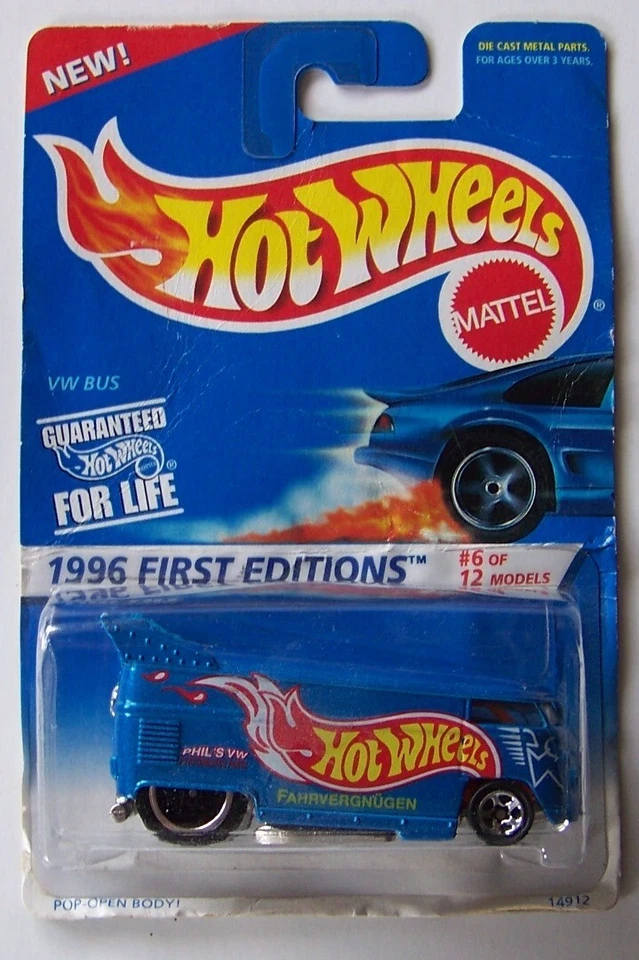 NEW!
DIE CAST METAL PARTS.
FOR AGES OVER 3 YEARS.
HOT WHEELS
MATTEL
®
VW BUS
GUARANTEED
HOT WHEELS
®
FOR LIFE
1996 FIRST EDITIONS™
#6 OF
12 MODELS
PHIL'S VW
HOT WHEELS
FAHRVERGNÜGEN
POP-OPEN BODY!
14912